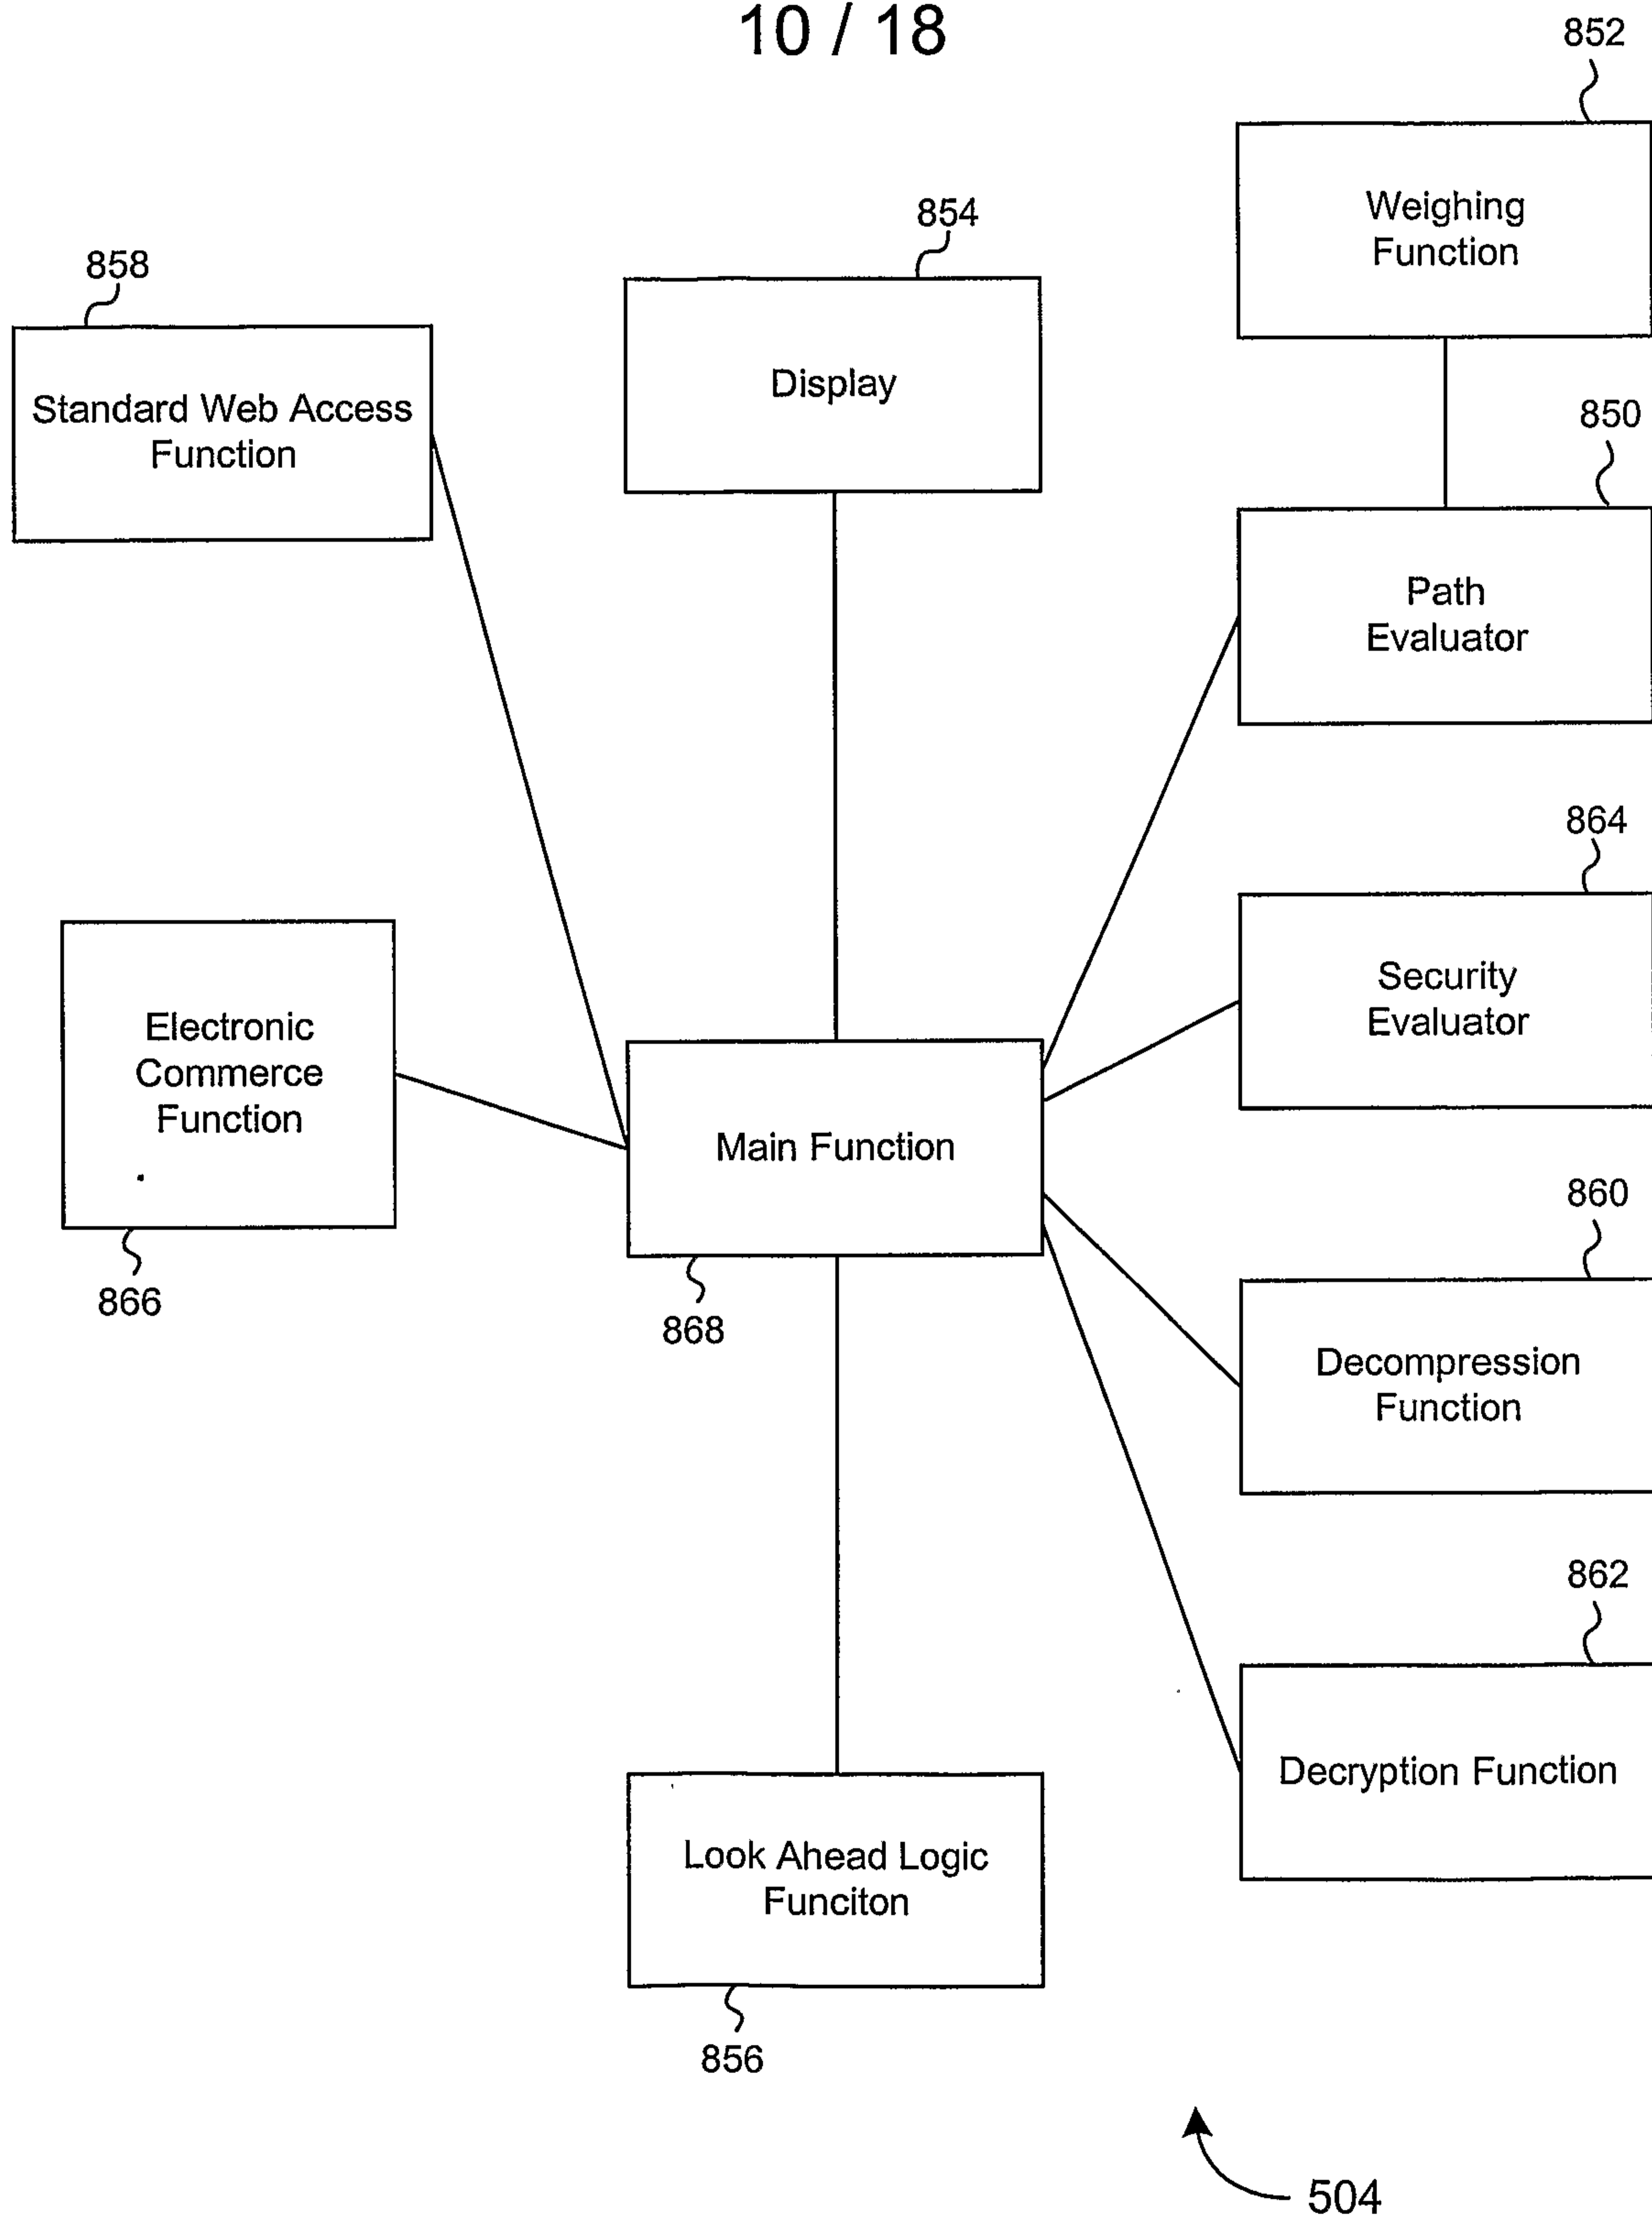 10 / 18
852
Weighing
Function
854
858
Display
Standard Web Access
Function
850
Path
Evaluator
864
Security
Evaluator
Electronic
Commerce
Function
Main Function
860
866
868
Decompression
Function
862
Decryption Function
Look Ahead Logic
Funciton
856
504